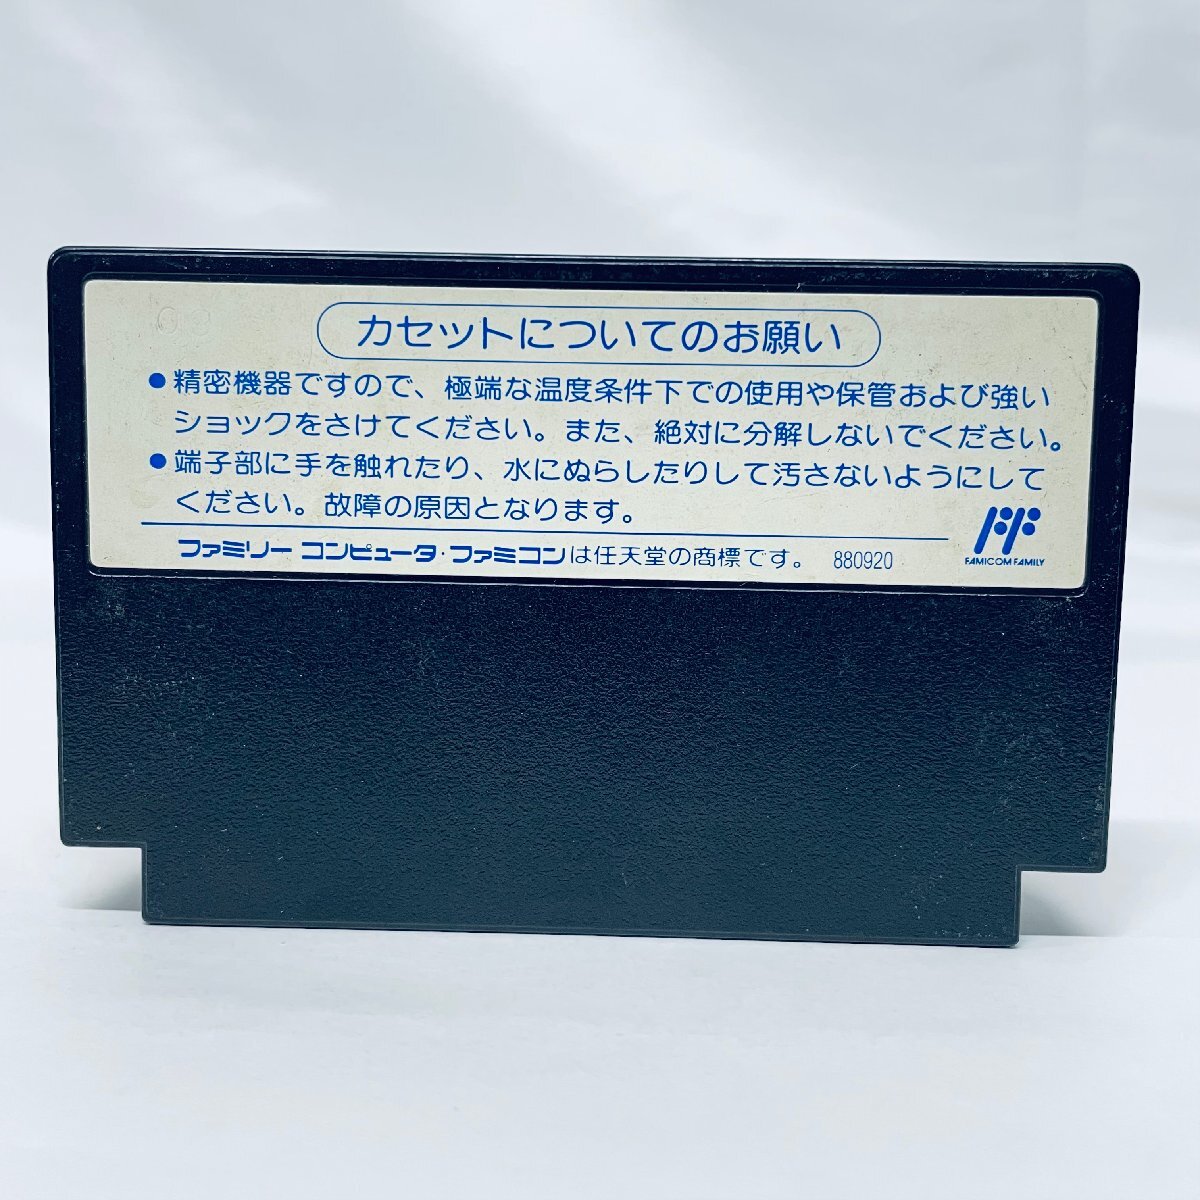 カセットについてのお願い
●精密機器ですので、極端な温度条件下での使用や保管および強い
ショックをさけてください。また、絶対に分解しないでください。
●端子部に手を触れたり、水にぬらしたりして汚さないようにして
ください。故障の原因となります。
ファミリー コンピュータ・ファミコンは任天堂の商標です。 880920
FAMICOM FAMILY